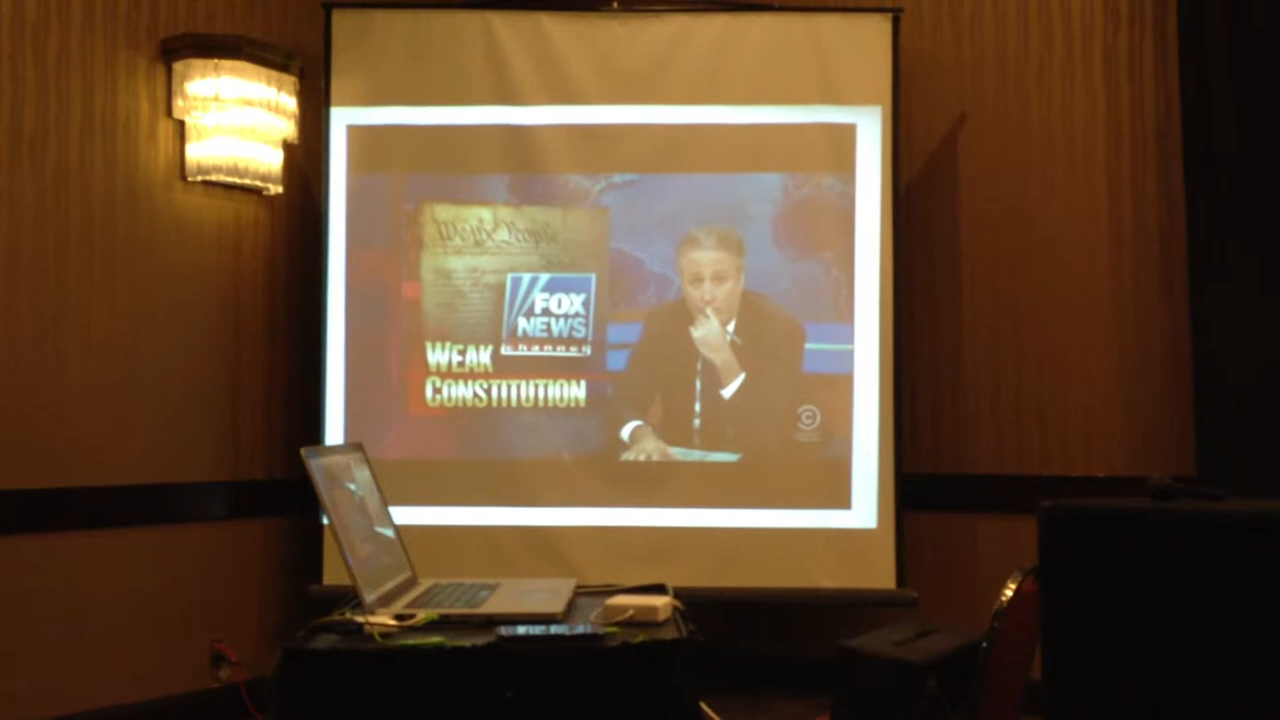 We the People
FOX
NEWS
channel
WEAK
CONSTITUTION
C